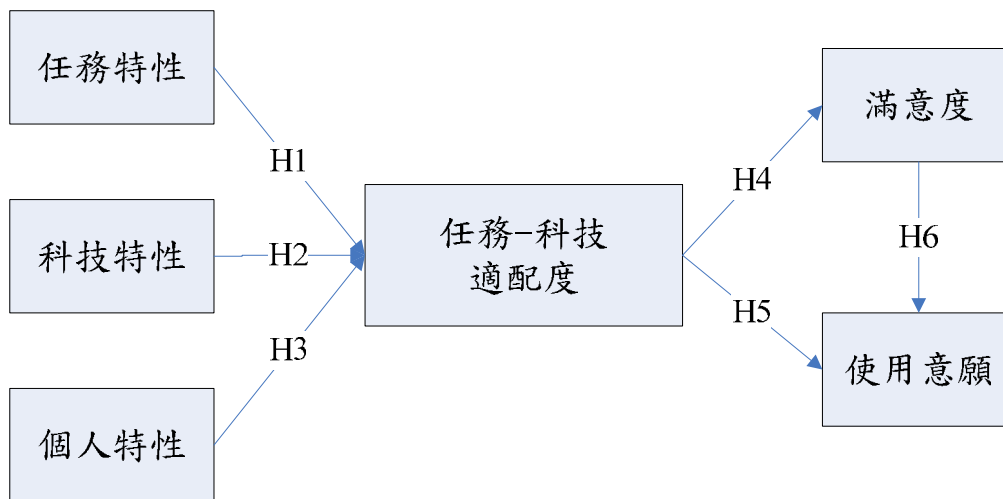 任務特性
H1
科技特性
H2
個人特性
H3
任務-科技
適配度
H4
H5
滿意度
H6
使用意願